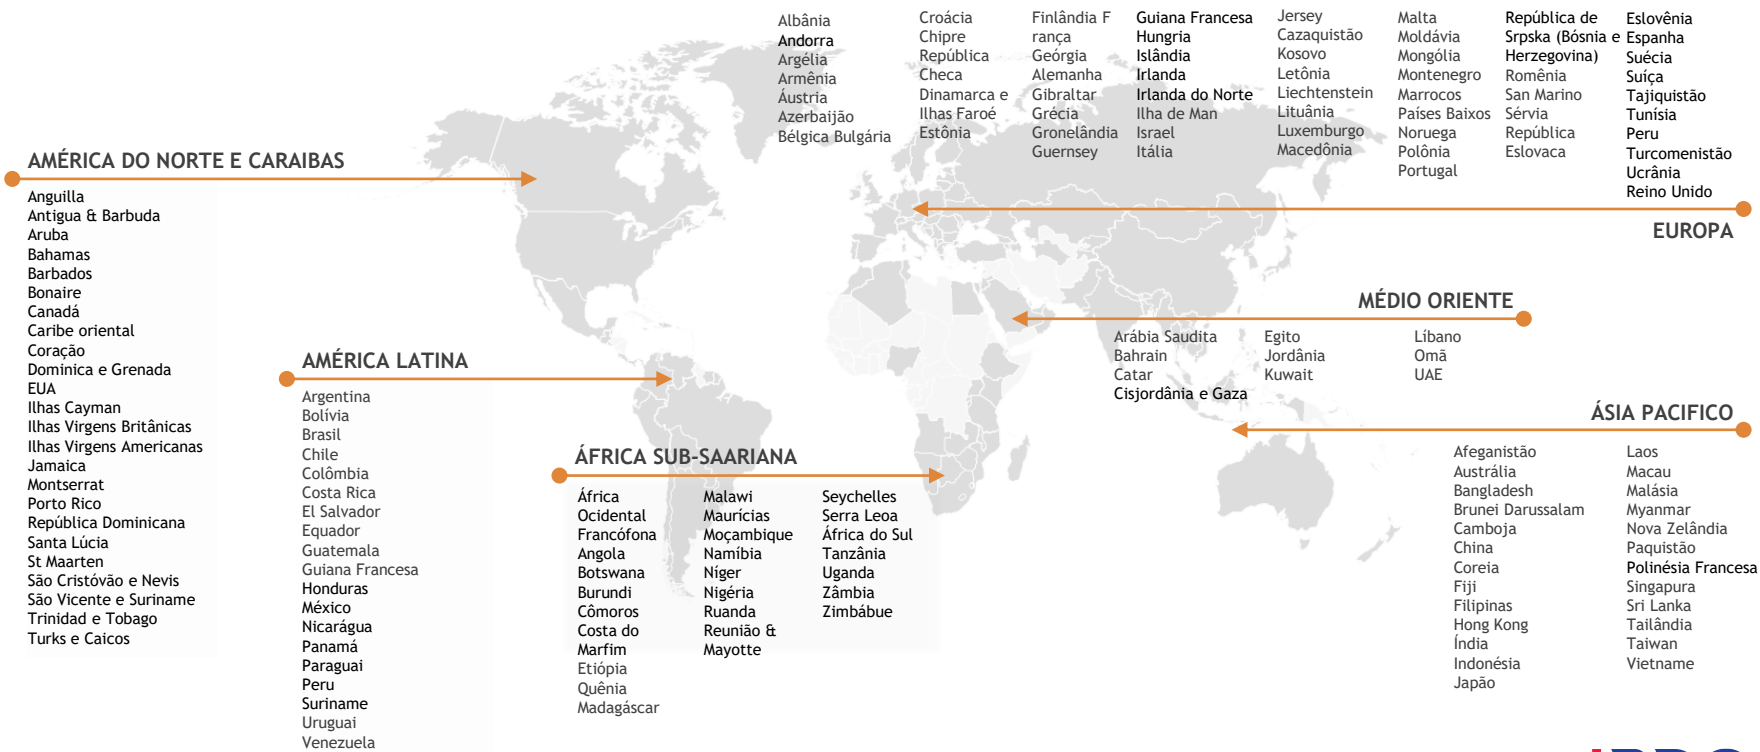 Albânia
Andorra
Argélia
Armênia
Áustria
Azerbaijão
Bélgica Bulgária
Croácia
Chipre
República
Checa
Dinamarca e
Ilhas Faroé
Estônia
Finlândia F
rança
Geórgia
Alemanha
Gibraltar
Grécia
Gronelândia
Guernsey
Guiana Francesa
Hungria
Islândia
Irlanda
Irlanda do Norte
Ilha de Man
Israel
Itália
Jersey
Cazaquistão
Kosovo
Letônia
Liechtenstein
Lituânia
Luxemburgo
Macedônia
Malta
Moldávia
Mongólia
Montenegro
Marrocos
Países Baixos
Noruega
Polônia
Portugal
República de
Srpska (Bósnia e
Herzegovina)
Romênia
San Marino
Sérvia
República
Eslovaca
Eslovênia
Espanha
Suécia
Suíça
Tajiquistão
Tunísia
Peru
Turcomenistão
Ucrânia
Reino Unido
EUROPA
AMÉRICA DO NORTE E CARAIBAS
Anguilla
Antigua & Barbuda
Aruba
Bahamas
Barbados
Bonaire
Canadá
Caribe oriental
Coração
Dominica e Grenada
EUA
Ilhas Cayman
Ilhas Virgens Britânicas
Ilhas Virgens Americanas
Jamaica
Montserrat
Porto Rico
República Dominicana
Santa Lúcia
St Maarten
São Cristóvão e Nevis
São Vicente e Suriname
Trinidad e Tobago
Turks e Caicos
AMÉRICA LATINA
Argentina
Bolívia
Brasil
Chile
Colômbia
Costa Rica
El Salvador
Equador
Guatemala
Guiana Francesa
Honduras
México
Nicarágua
Panamá
Paraguai
Peru
Suriname
Uruguai
Venezuela
ÁFRICA SUB-SAARIANA
África
Ocidental
Francófona
Angola
Botswana
Burundi
Cômoros
Costa do
Marfim
Etiópia
Quênia
Madagáscar
Malawi
Maurícias
Moçambique
Namíbia
Níger
Nigéria
Ruanda
Reunião &
Mayotte
Seychelles
Serra Leoa
África do Sul
Tanzânia
Uganda
Zâmbia
Zimbábue
MÉDIO ORIENTE
Arábia Saudita
Bahrain
Catar
Cisjordânia e Gaza
Egito
Jordânia
Kuwait
Líbano
Omã
UAE
ÁSIA PACIFICO
Afeganistão
Austrália
Bangladesh
Brunei Darussalam
Camboja
China
Coreia
Fiji
Filipinas
Hong Kong
Índia
Indonésia
Japão
Laos
Macau
Malásia
Myanmar
Nova Zelândia
Paquistão
Polinésia Francesa
Singapura
Sri Lanka
Tailândia
Taiwan
Vietname